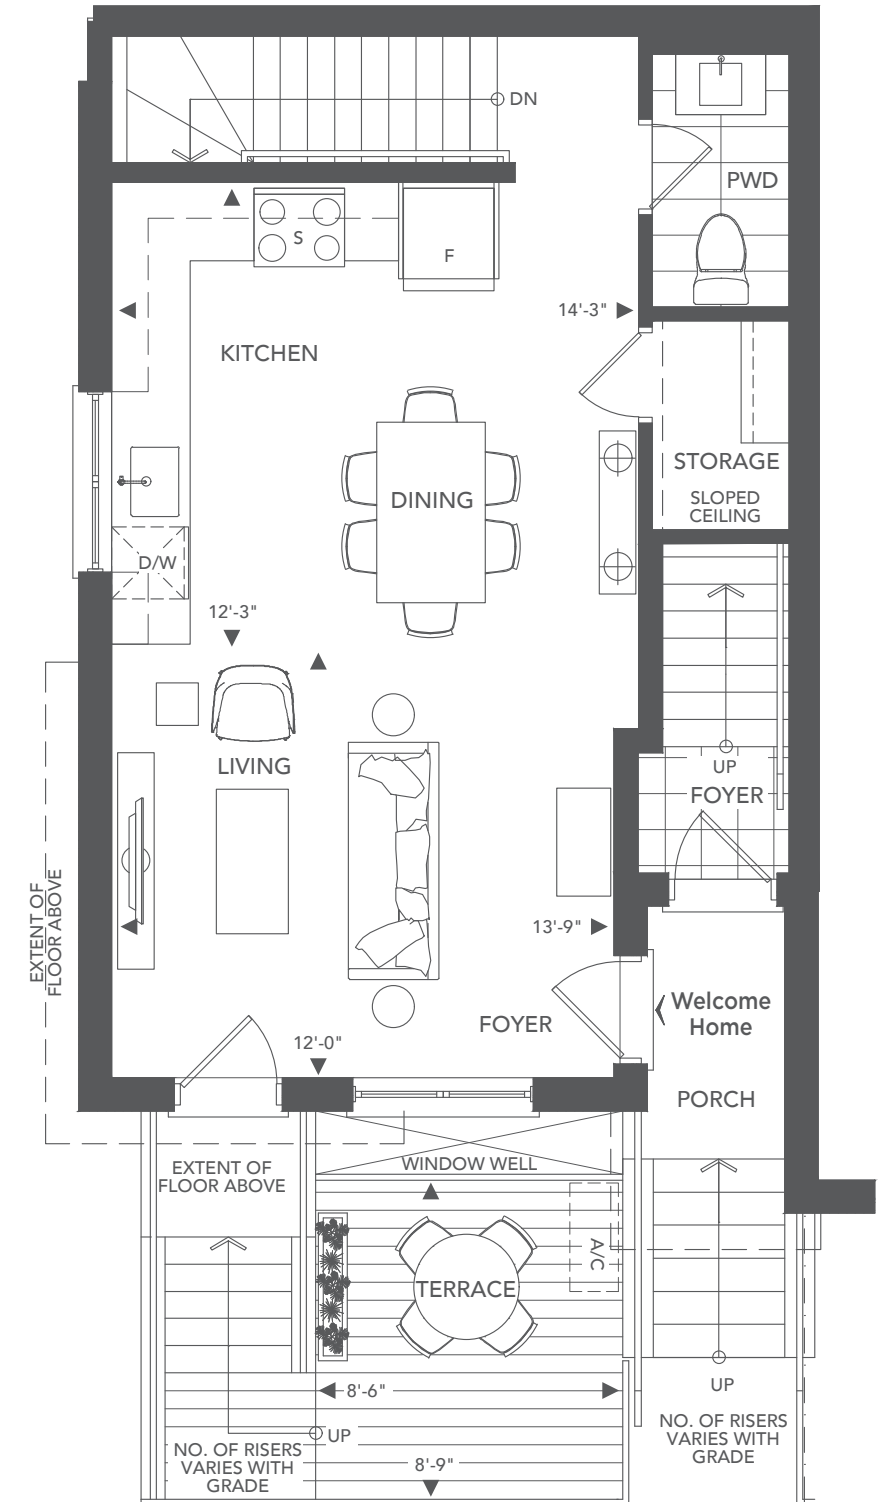 DN
PWD
S
F
14'-3"
KITCHEN
STORAGE
SLOPED
CEILING
DINING
D/W
12'-3"
LIVING
UP
FOYER
EXTENT OF
FLOOR ABOVE
13'-9"
FOYER
Welcome
Home
12'-0"
PORCH
EXTENT OF
FLOOR ABOVE
WINDOW WELL
A/C
TERRACE
8'-6"
UP
UP
NO. OF RISERS
VARIES WITH
GRADE
NO. OF RISERS
VARIES WITH
GRADE
8'-9"